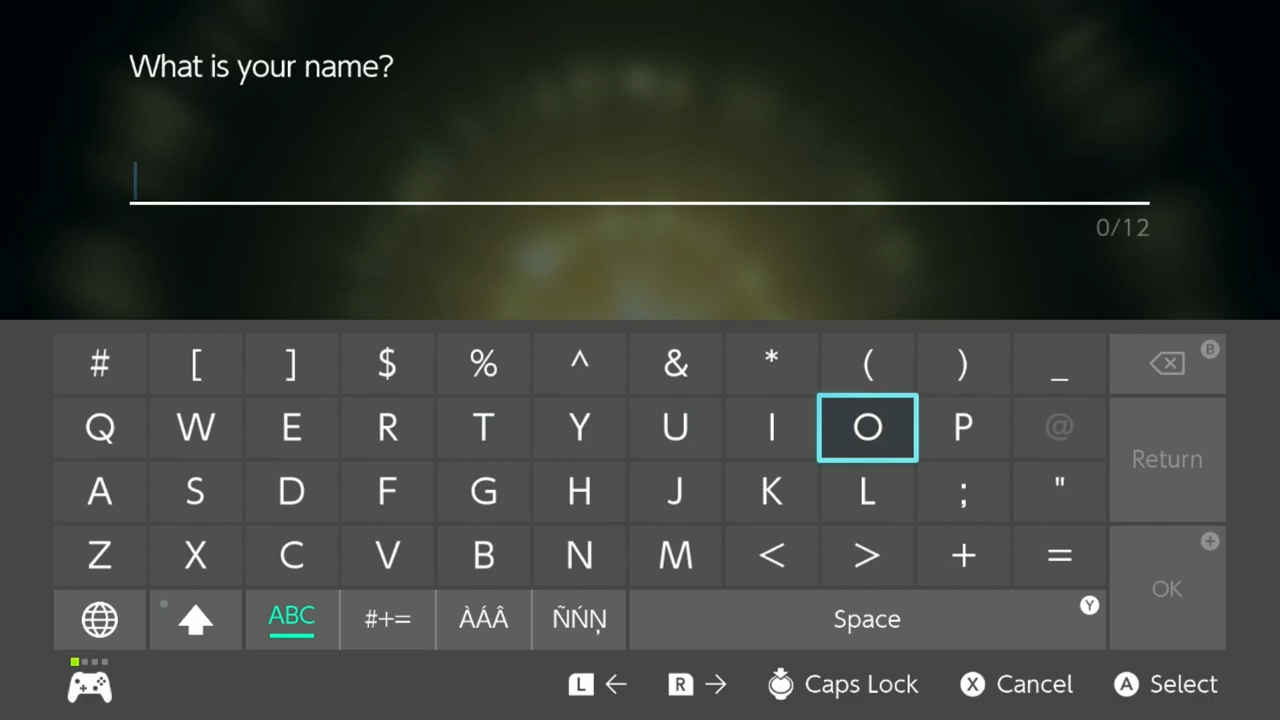 What is your name?
0/12
# [ ] $ % ^ & * ( ) _ B
Q W E R T Y U I O P @
Return
A S D F G H J K L ; "
Z X C V B N M < > + = +
OK
ABC #+= ÀÁÂ ÑŃŅ Space Y
L ← R → Caps Lock X Cancel A Select